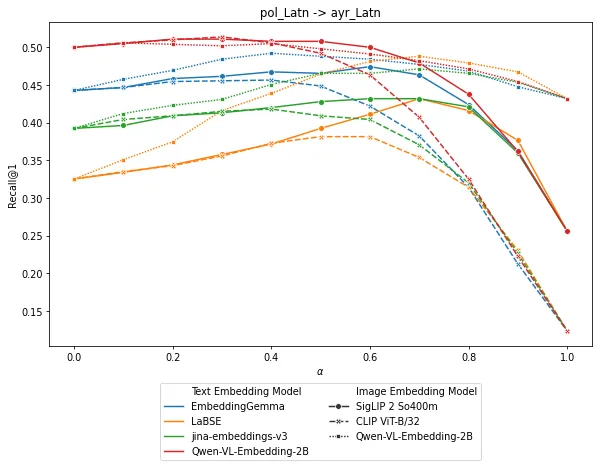 pol_Latn -> ayr_Latn
Recall@1
0.50
0.45
0.40
0.35
0.30
0.25
0.20
0.15
0.0 0.2 0.4 0.6 0.8 1.0
α
Text Embedding Model
EmbeddingGemma
LaBSE
jina-embeddings-v3
Qwen-VL-Embedding-2B
Image Embedding Model
SigLIP 2 So400m
CLIP ViT-B/32
Qwen-VL-Embedding-2B